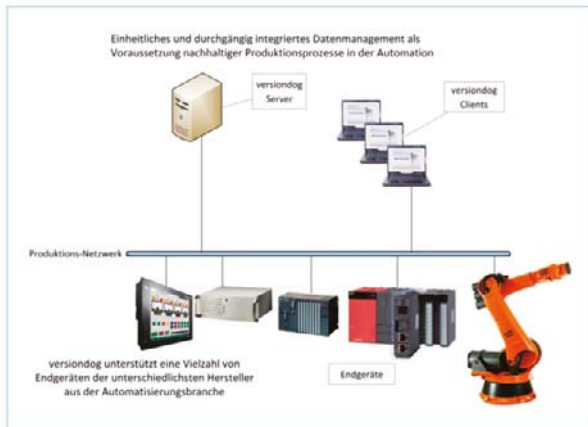 Einheitliches und durchgängig integriertes Datenmanagement als
Voraussetzung nachhaltiger Produktionsprozesse in der Automation
versiondog
Server
versiondog
Clients
Produktions-Netzwerk
versiondog unterstützt eine Vielzahl von
Endgeräten der unterschiedlichsten Hersteller
aus der Automatisierungsbranche
Endgeräte